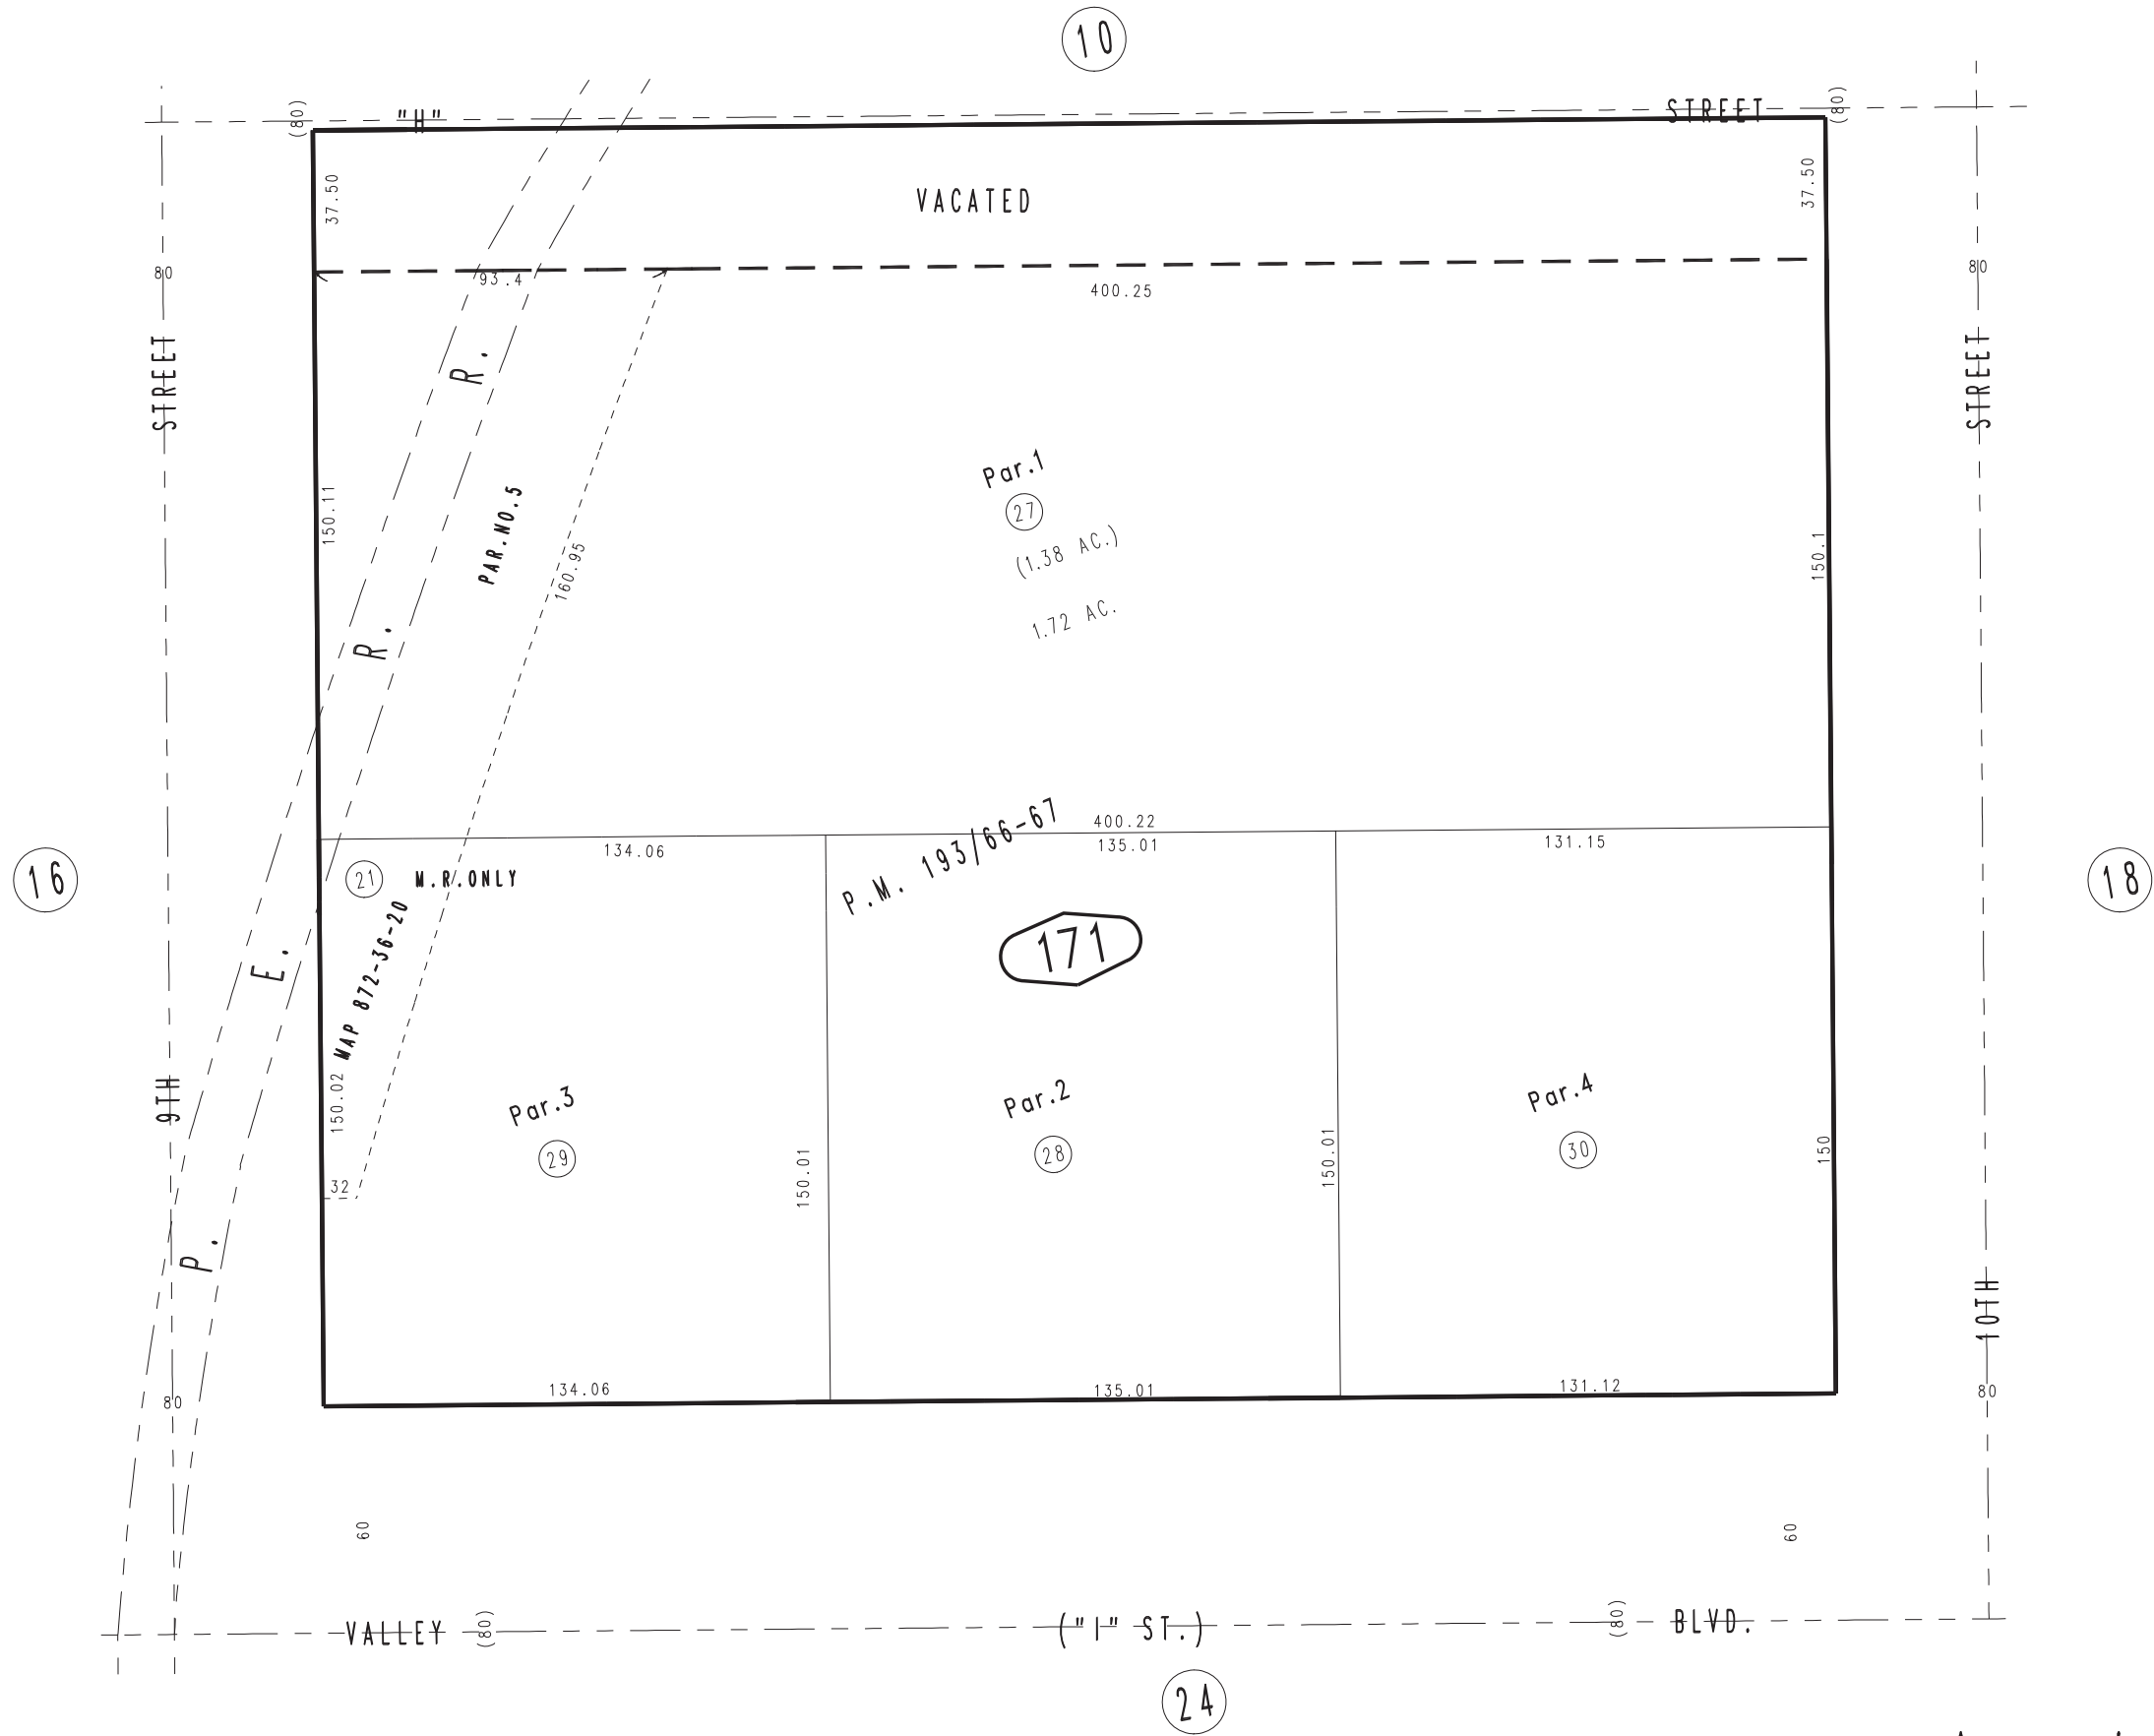 10
(80)
"H"
STREET
(80)
37.50
VACATED
37.50
80
93.4
400.25
80
STREET
STREET
R.
Par.1
27
(1.38 AC.)
1.72 AC.
150.11
PAR.NO.5
160.95
150.1
R.
400.22
134.06
P.M. 193/66-67
135.01
131.15
16
21
M.R.ONLY
18
MAP 872-36-20
171
E.
9TH
150.02
Par.3
29
Par.2
28
Par.4
30
150.01
150.01
150
32
P.
10TH
80
134.06
135.01
131.12
80
60
60
VALLEY
(80)
("I" ST.)
(80)
BLVD.
24